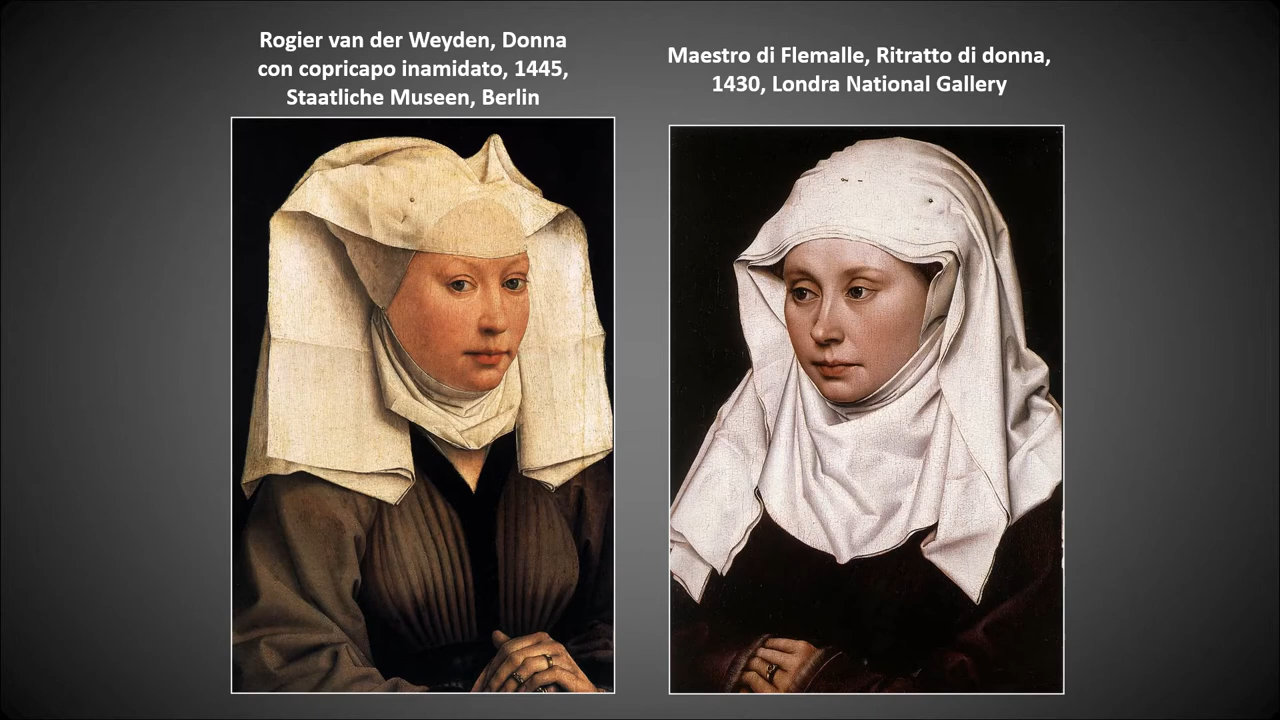 Rogier van der Weyden, Donna
con copricapo inamidato, 1445,
Staatliche Museen, Berlin
Maestro di Flemalle, Ritratto di donna,
1430, Londra National Gallery